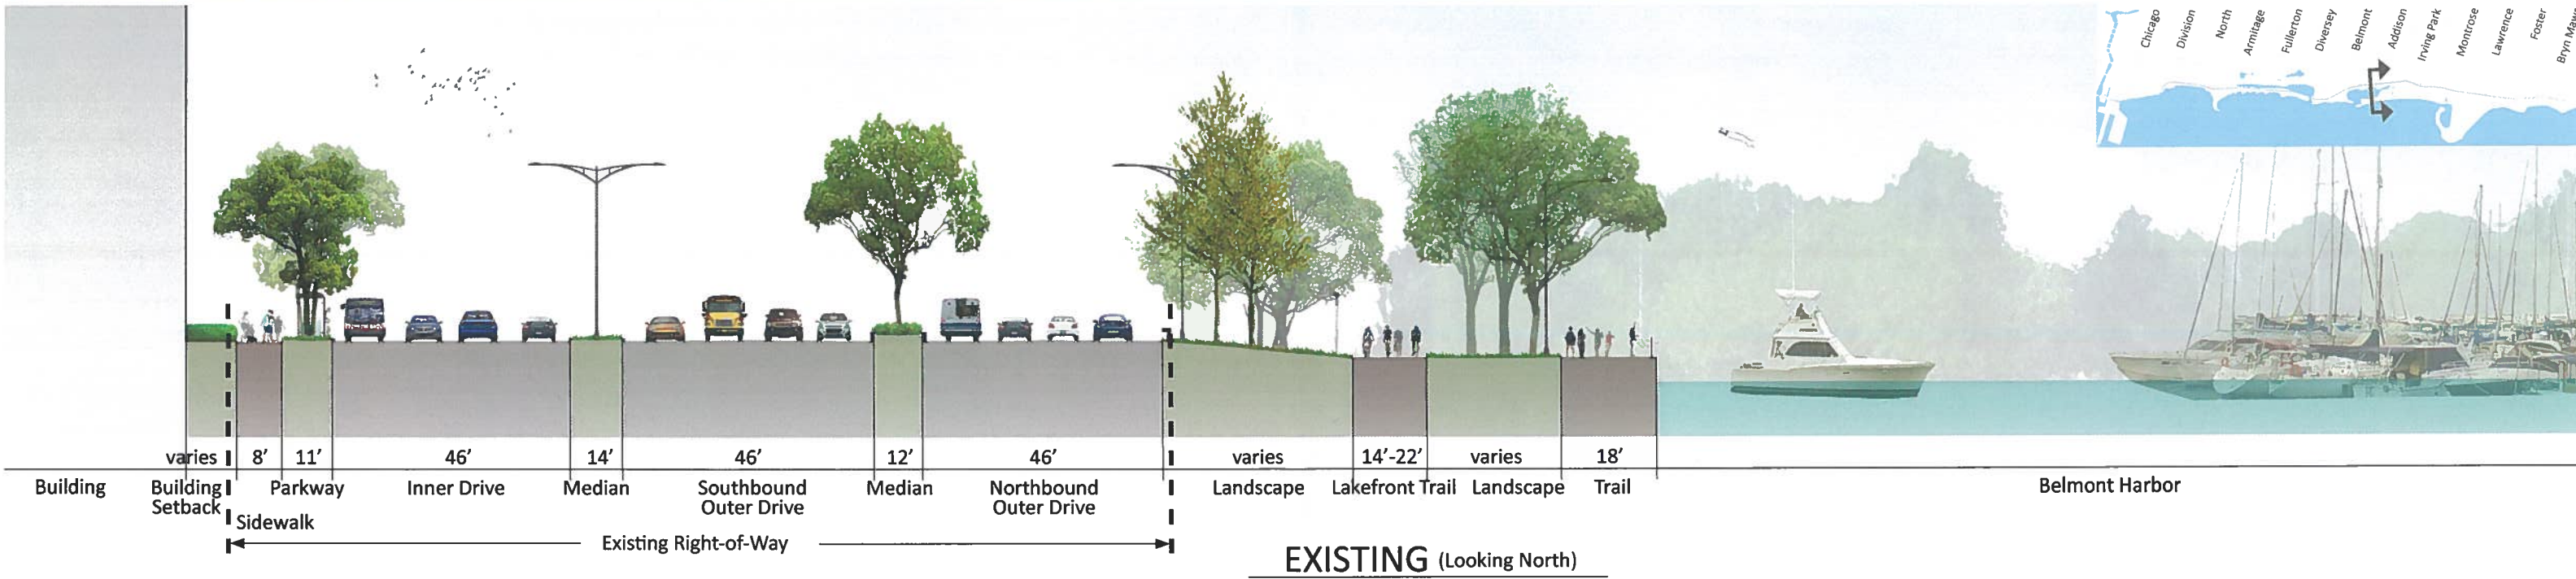 Chicago
Division
North
Armitage
Fullerton
Diversey
Belmont
Addison
Irving Park
Montrose
Lawrence
Foster
Bryn Maw
varies 8’ 11’ 46’ 14’ 46’ 12’ 46’ varies 14’-22’ varies 18’
Building
Building
Setback
Sidewalk
Parkway
Inner Drive
Median
Southbound
Outer Drive
Median
Northbound
Outer Drive
Landscape
Lakefront Trail
Landscape
Trail
Belmont Harbor
Existing Right-of-Way
EXISTING (Looking North)